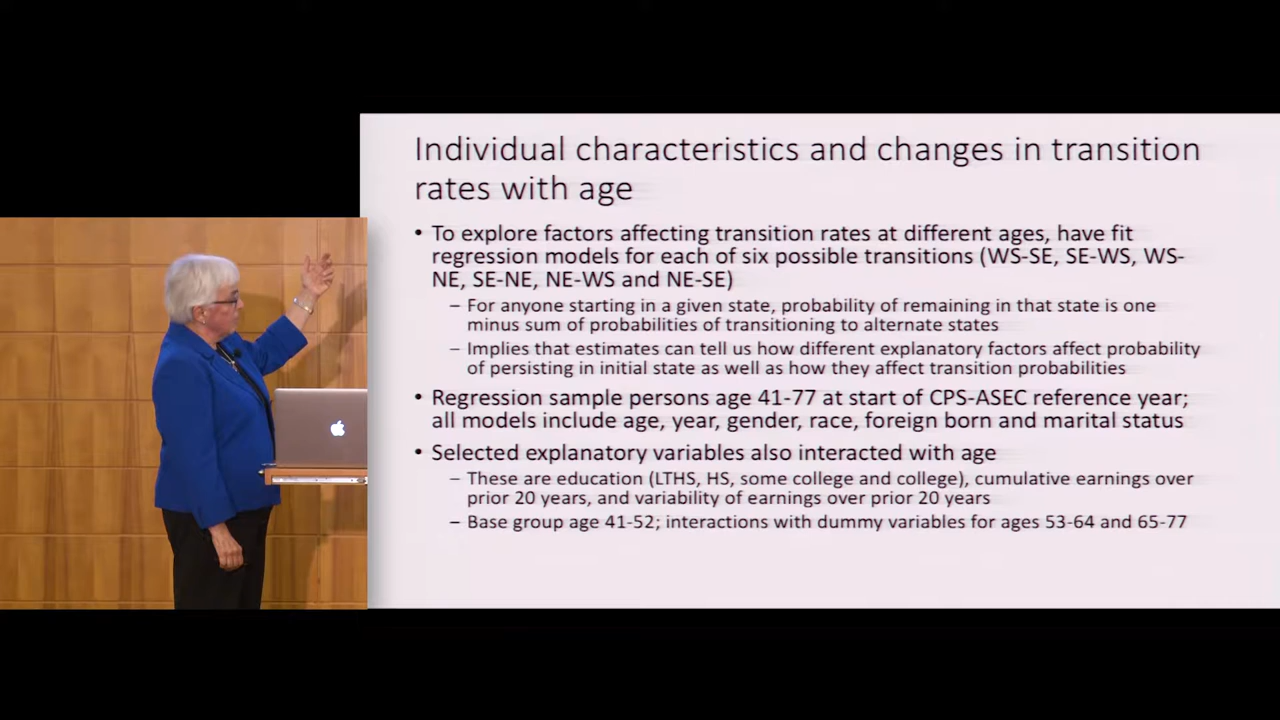 Individual characteristics and changes in transition
rates with age
• To explore factors affecting transition rates at different ages, have fit
regression models for each of six possible transitions (WS-SE, SE-WS, WS-
NE, SE-NE, NE-WS and NE-SE)
– For anyone starting in a given state, probability of remaining in that state is one
minus sum of probabilities of transitioning to alternate states
– Implies that estimates can tell us how different explanatory factors affect probability
of persisting in initial state as well as how they affect transition probabilities
• Regression sample persons age 41-77 at start of CPS-ASEC reference year;
all models include age, year, gender, race, foreign born and marital status
• Selected explanatory variables also interacted with age
– These are education (LTHS, HS, some college and college), cumulative earnings over
prior 20 years, and variability of earnings over prior 20 years
– Base group age 41-52; interactions with dummy variables for ages 53-64 and 65-77